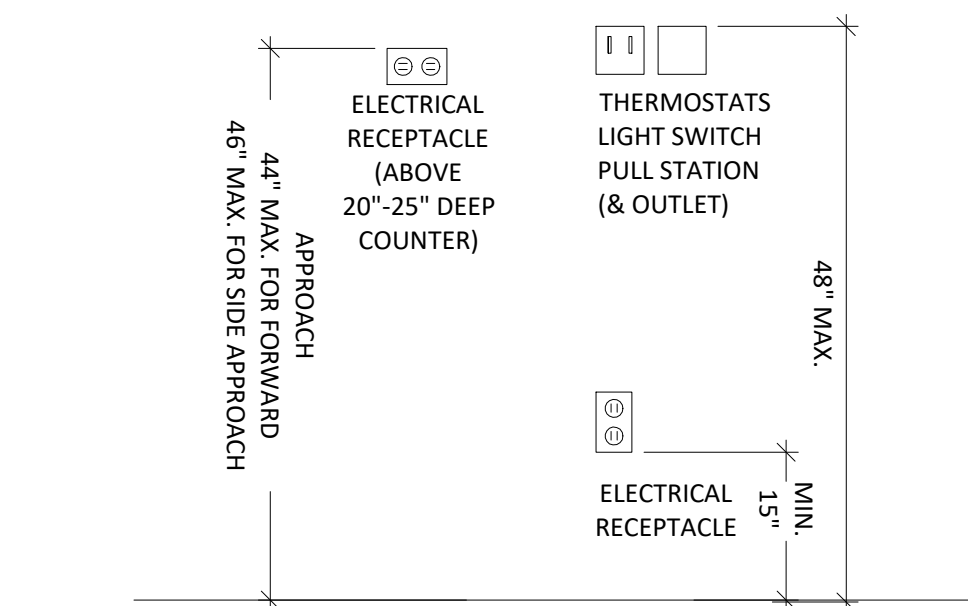 ELECTRICAL
RECEPTACLE
(ABOVE
20"-25" DEEP
COUNTER)
THERMOSTATS
LIGHT SWITCH
PULL STATION
(& OUTLET)
APPROACH
44" MAX. FOR FORWARD
46" MAX. FOR SIDE APPROACH
48" MAX.
ELECTRICAL
RECEPTACLE
MIN.
15"